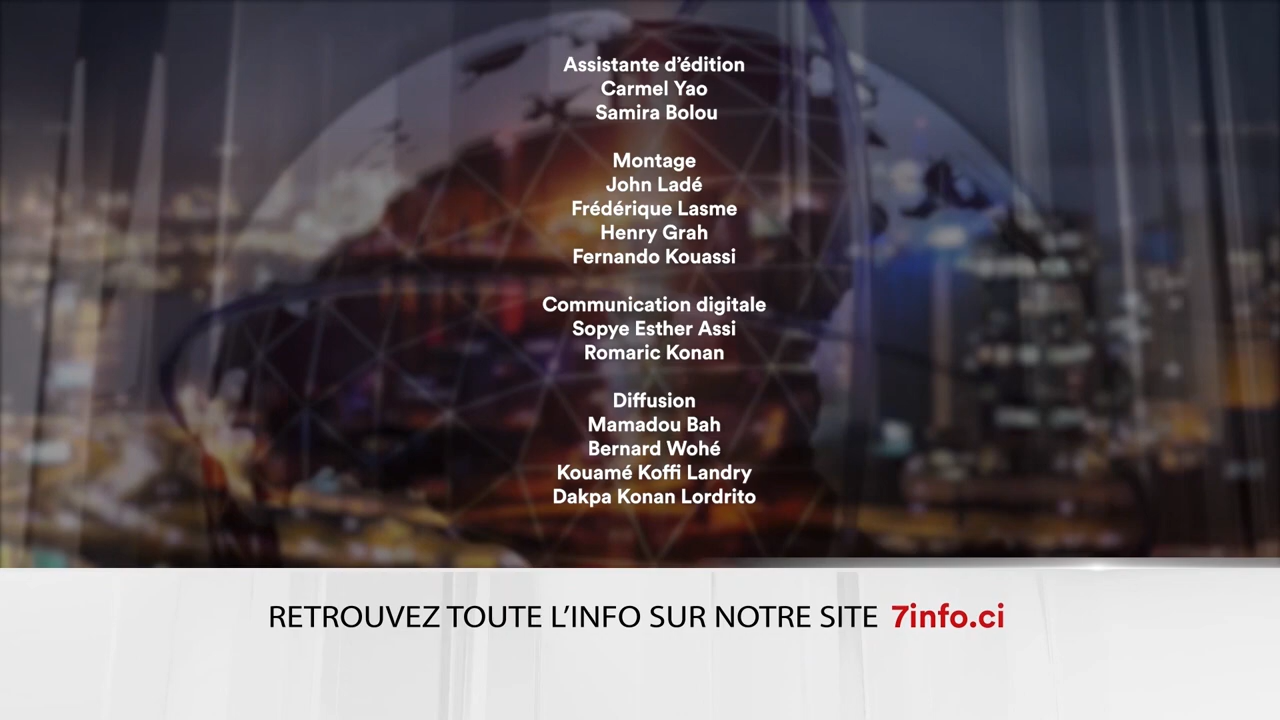 Assistante d’édition
Carmel Yao
Samira Bolou
Montage
John Ladé
Frédérique Lasme
Henry Grah
Fernando Kouassi
Communication digitale
Sopye Esther Assi
Romaric Konan
Diffusion
Mamadou Bah
Bernard Wohé
Kouamé Koffi Landry
Dakpa Konan Lordrito
RETROUVEZ TOUTE L’INFO SUR NOTRE SITE 7info.ci